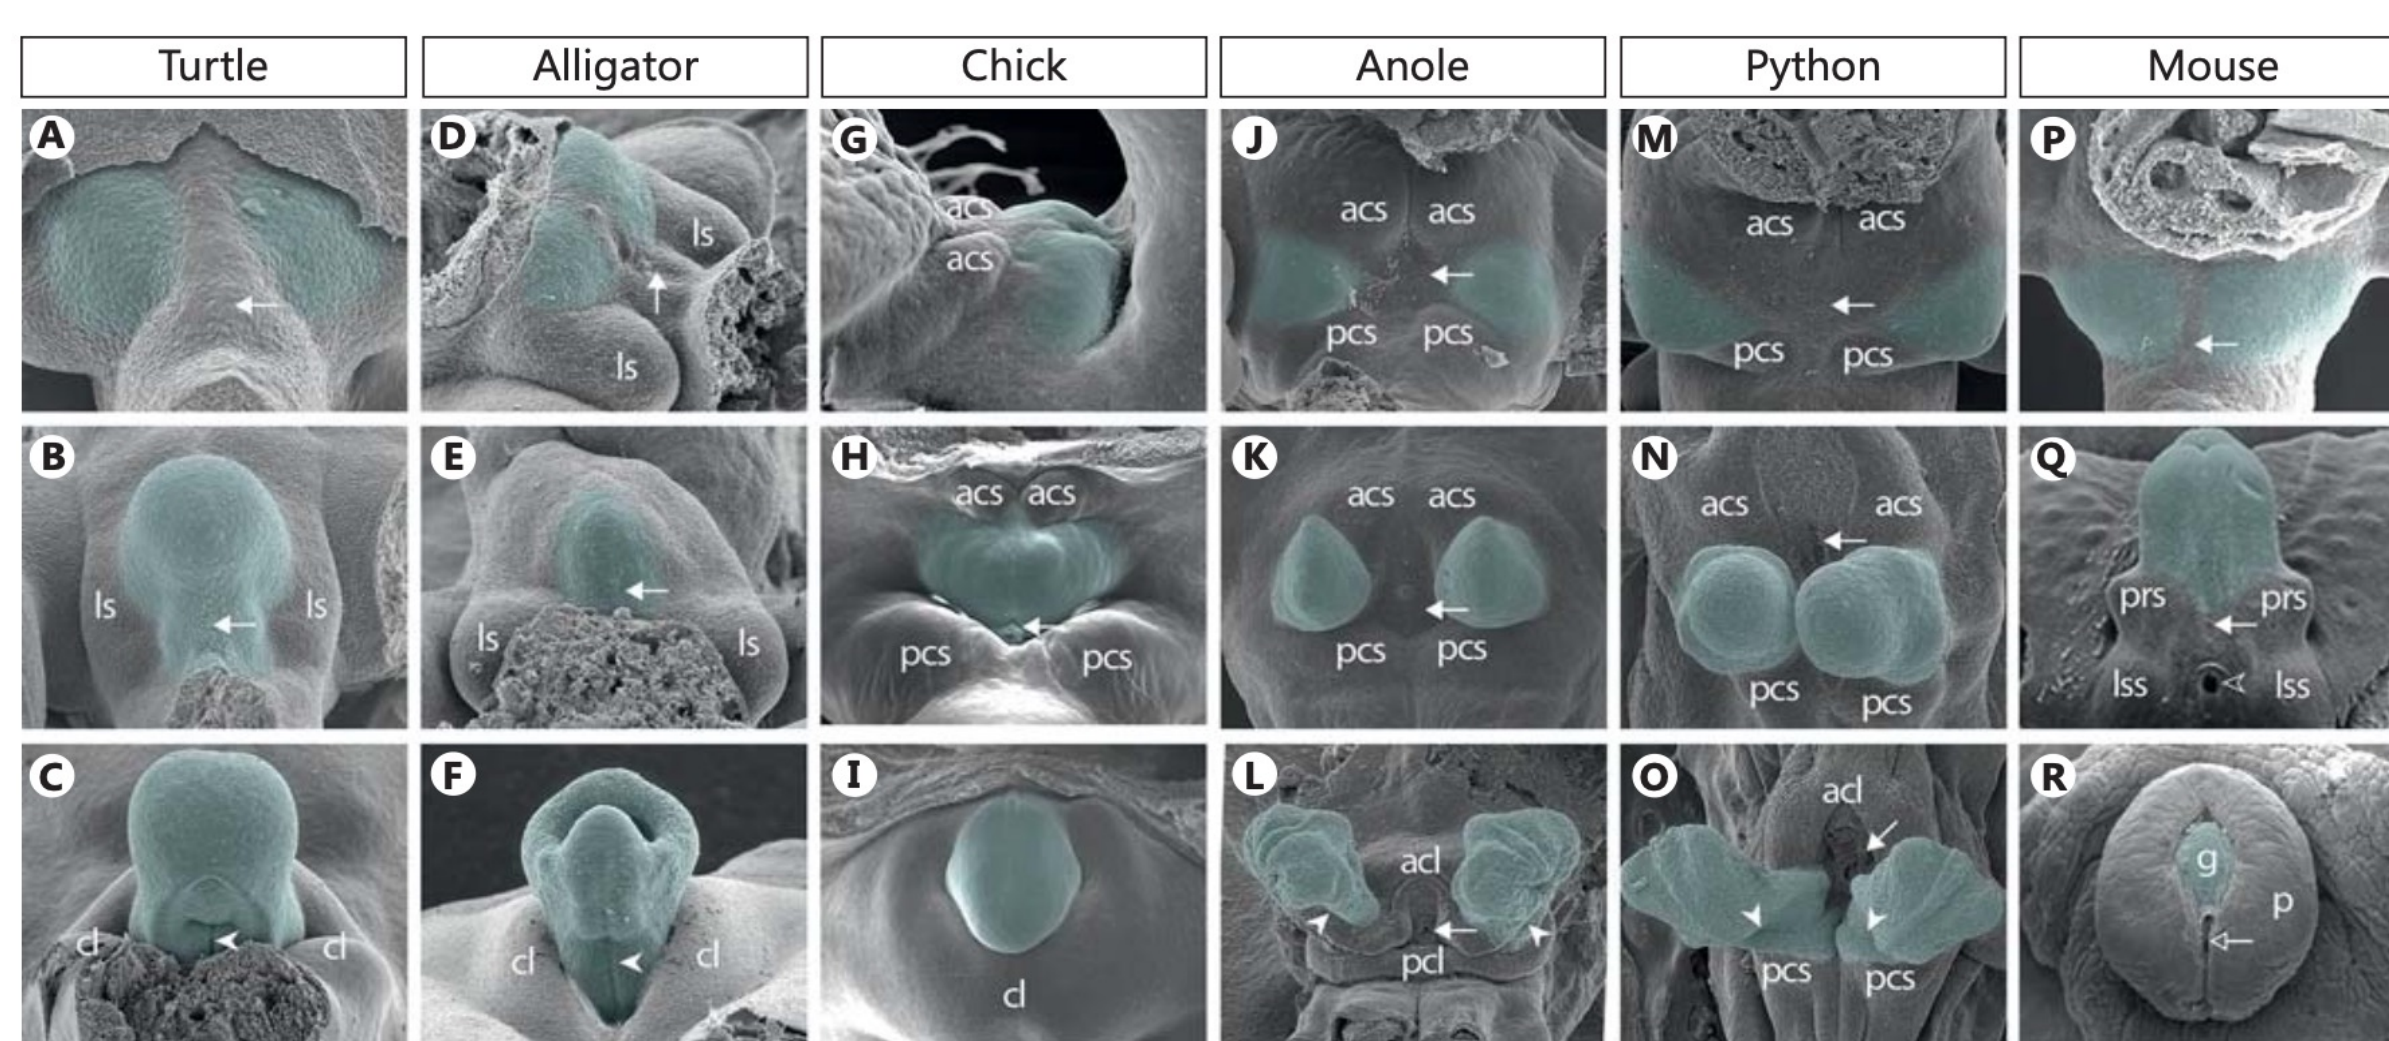 Turtle Alligator Chick Anole Python Mouse
A D G J M P
acs acs acs acs acs
ls acs
ls pcs pcs pcs pcs
B E H K N Q
acs acs acs acs acs acs
ls ls ls ls pcs pcs pcs pcs prs prs
pcs pcs lss lss
C F I L O R
acl acl g
cl cl cl cl cl pcl pcs pcs p